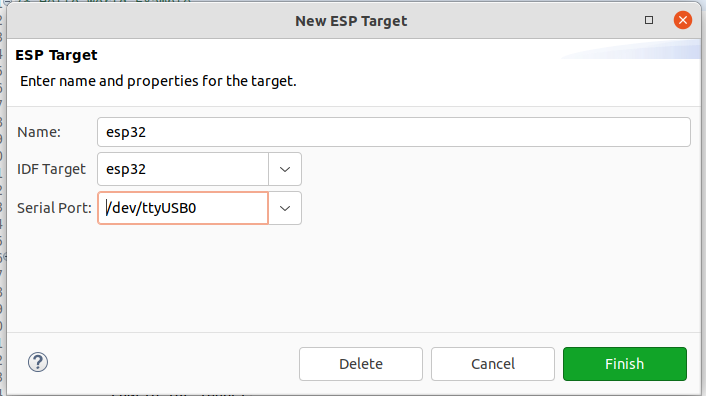 New ESP Target
ESP Target
Enter name and properties for the target.
Name: esp32
IDF Target esp32
Serial Port: /dev/ttyUSB0
Delete Cancel Finish